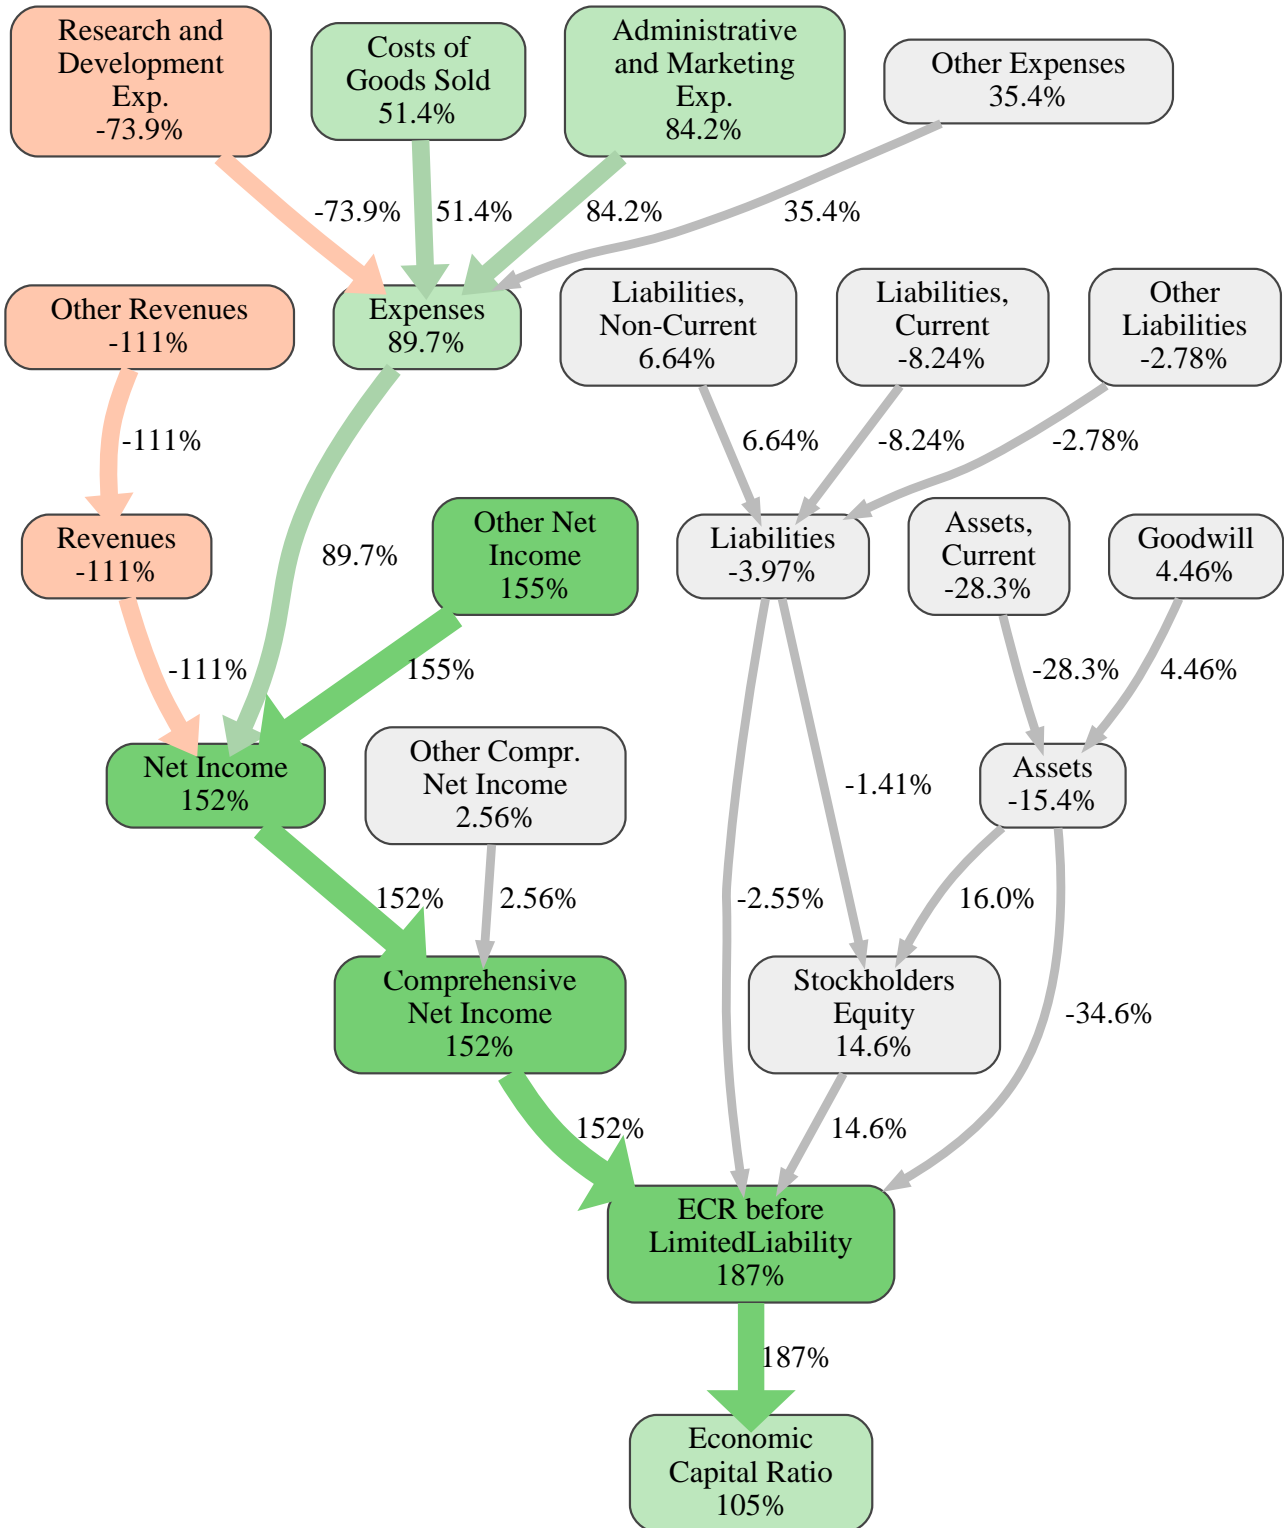 Research and
Development
Exp.
-73.9%
Costs of
Goods Sold
51.4%
Administrative
and Marketing
Exp.
84.2%
Other Expenses
35.4%
-73.9%
51.4%
84.2%
35.4%
Other Revenues
-111%
Expenses
89.7%
Liabilities,
Non-Current
6.64%
Liabilities,
Current
-8.24%
Other
Liabilities
-2.78%
-111%
6.64%
-8.24%
-2.78%
Revenues
-111%
89.7%
Other Net
Income
155%
Liabilities
-3.97%
Assets,
Current
-28.3%
Goodwill
4.46%
-111%
155%
-28.3%
4.46%
Net Income
152%
Other Compr.
Net Income
2.56%
-1.41%
Assets
-15.4%
152%
2.56%
-2.55%
16.0%
Comprehensive
Net Income
152%
Stockholders
Equity
14.6%
-34.6%
152%
14.6%
ECR before
LimitedLiability
187%
187%
Economic
Capital Ratio
105%